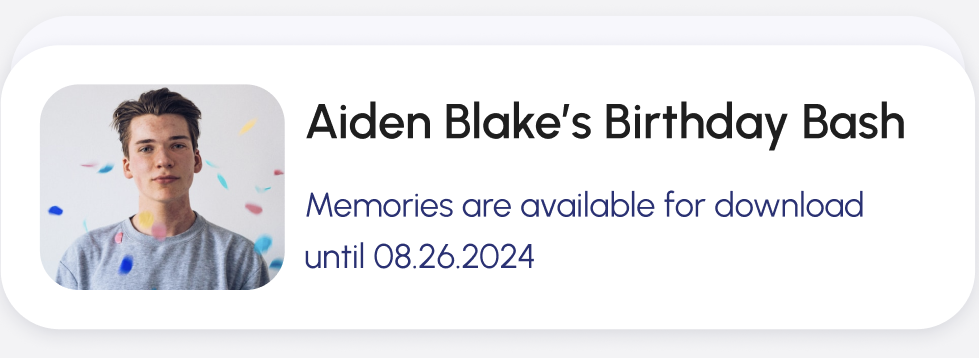 Aiden Blake’s Birthday Bash
Memories are available for download
until 08.26.2024